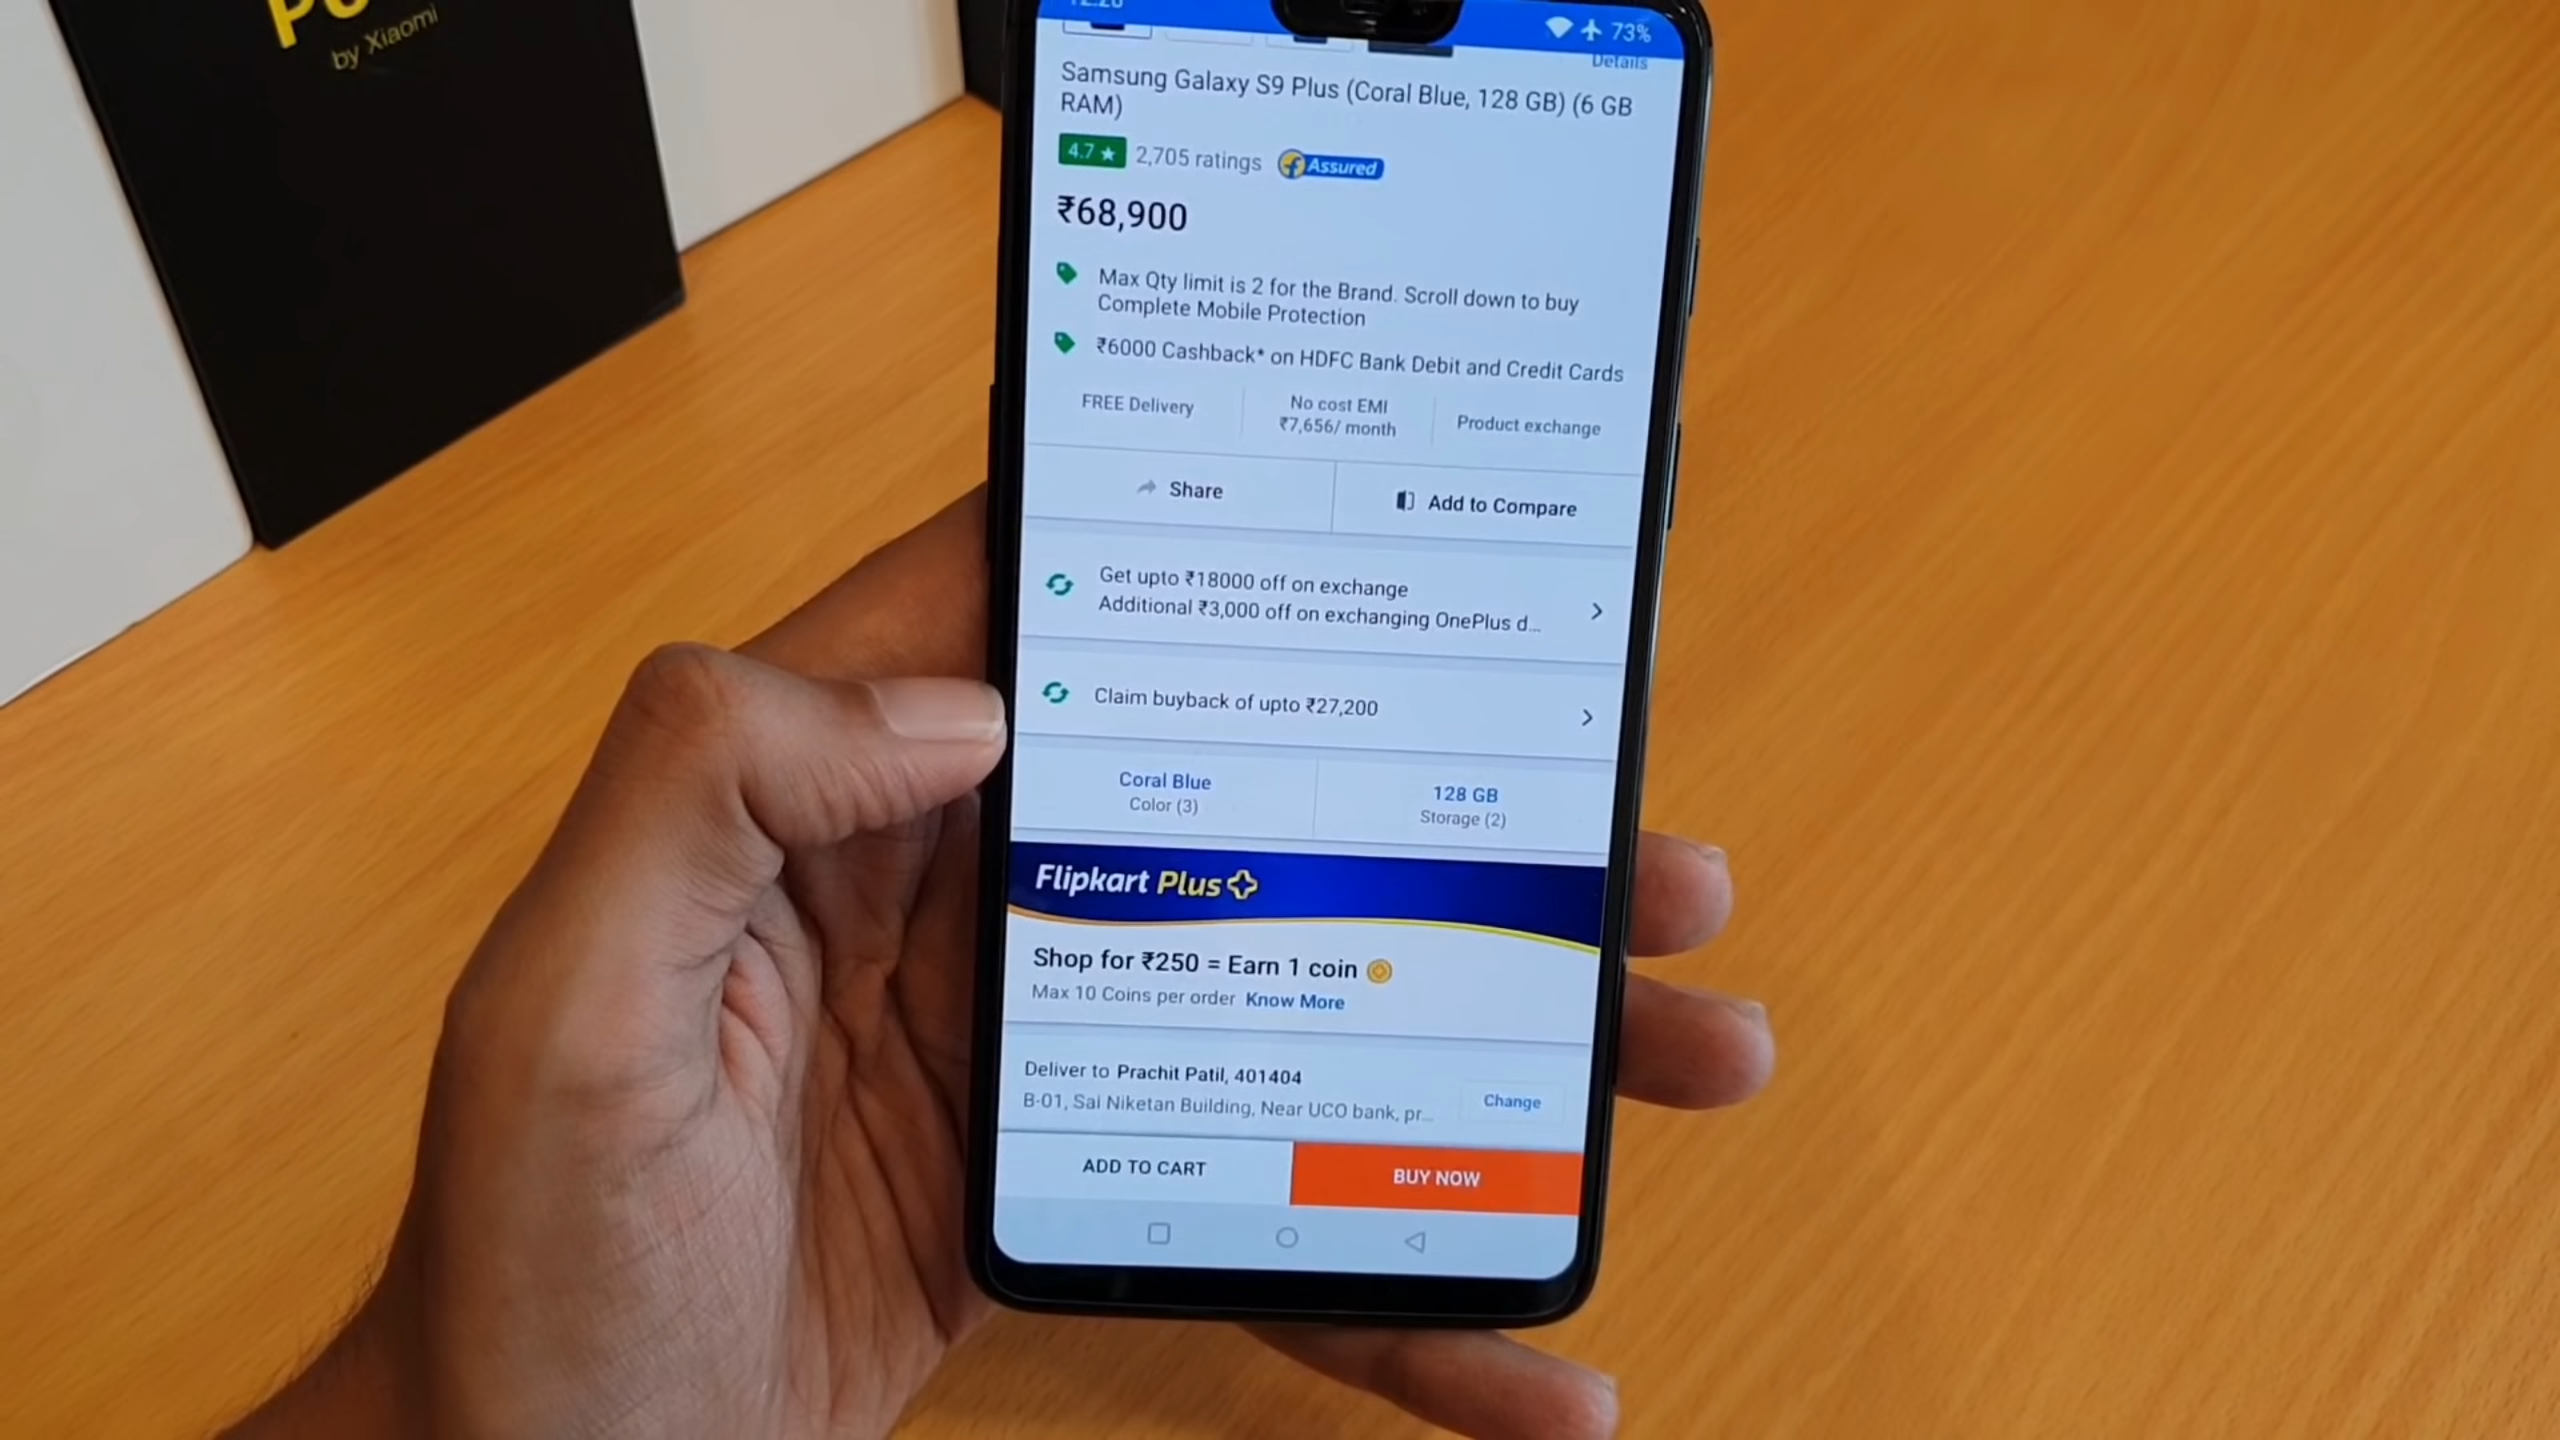 by Xiaomi
73%
Details
Samsung Galaxy S9 Plus (Coral Blue, 128 GB) (6 GB
RAM)
4.7 ★ 2,705 ratings Assured
₹68,900
Max Qty limit is 2 for the Brand. Scroll down to buy
Complete Mobile Protection
₹6000 Cashback* on HDFC Bank Debit and Credit Cards
FREE Delivery
No cost EMI
₹7,656/ month
Product exchange
Share
Add to Compare
Get upto ₹18000 off on exchange
Additional ₹3,000 off on exchanging OnePlus d...
Claim buyback of upto ₹27,200
Coral Blue
Color (3)
128 GB
Storage (2)
Flipkart Plus
Shop for ₹250 = Earn 1 coin
Max 10 Coins per order Know More
Deliver to Prachit Patil, 401404
B-01, Sai Niketan Building, Near UCO bank, pr...
Change
ADD TO CART
BUY NOW